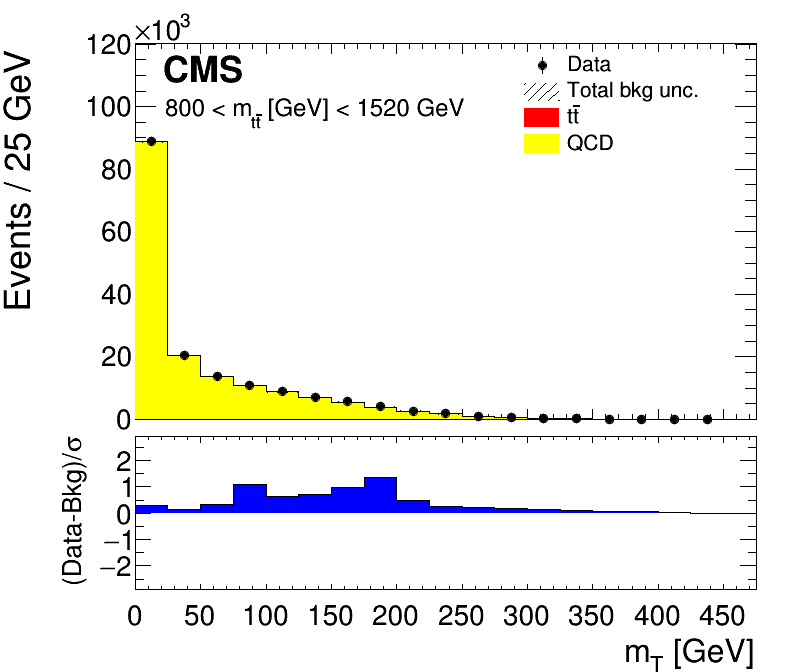 ×10³
120
100
80
60
40
20
0
Events / 25 GeV
CMS
800 < m_tt̄ [GeV] < 1520 GeV
Data
Total bkg unc.
tt̄
QCD
(Data-Bkg)/σ
2
1
0
−1
−2
0 50 100 150 200 250 300 350 400 450
m_T [GeV]